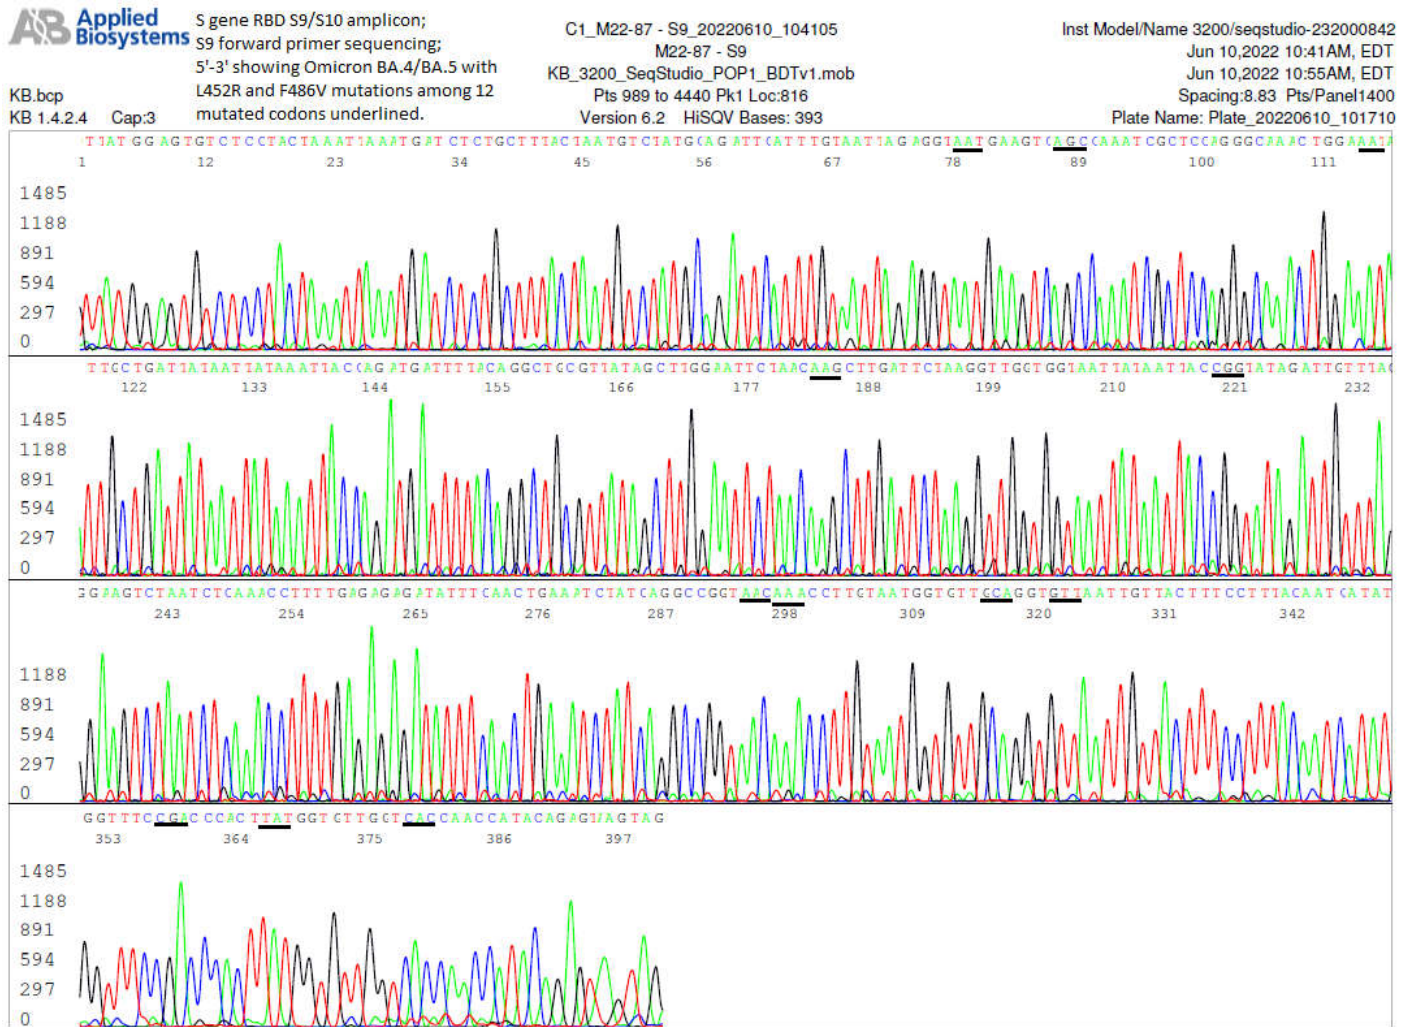 Applied Biosystems
S gene RBD S9/S10 amplicon;
S9 forward primer sequencing;
5'-3' showing Omicron BA.4/BA.5 with
L452R and F486V mutations among 12
mutated codons underlined.
KB.bcp
KB 1.4.2.4 Cap:3
C1_M22-87 - S9_20220610_104105
M22-87 - S9
KB_3200_SeqStudio_POP1_BDTv1.mob
Pts 989 to 4440 Pk1 Loc:816
Version 6.2 HiSQV Bases: 393
Inst Model/Name 3200/seqstudio-232000842
Jun 10,2022 10:41AM, EDT
Jun 10,2022 10:55AM, EDT
Spacing:8.83 Pts/Panel1400
Plate Name: Plate_20220610_101710
TTATGGAGTGTCTCCTACTAAATTAAATGATCTCTGCTTTACTAATGTCTATGCAGATTCATTTGTAATTAGAGGTAATGAAGTCAGCCAAATCGCTCCAGGGCAAACTGGAAATA
1 12 23 34 45 56 67 78 89 100 111
1485
1188
891
594
297
0
TTGCTGATTATAATTATAAATTACCAGATGATTTTACAGGCTGCGTTATAGCTTGGAATTCTAACAAGCTTGATTCTAAGGTTGGTGGTAATTATAATTACCGGTATAGATTGTTTAG
122 133 144 155 166 177 188 199 210 221 232
1485
1188
891
594
297
0
GGAAGTCTAATCTCAAACCTTTTGAGAGAGATATTTCAACTGAAATCTATCAGGCCGGTAACAAACCTTGTAATGGTGTTGCAGGTGTTAATTGTTACTTTCCTTTACAATCATAT
243 254 265 276 287 298 309 320 331 342
1188
891
594
297
0
GGTTTCCGACCCACTTATGGTGTTGGTCACCAACCATACAGAGTAAGTAG
353 364 375 386 397
1485
1188
891
594
297
0